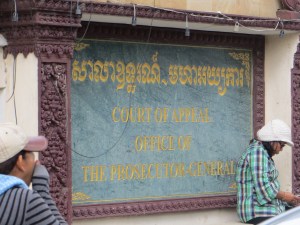 សាលាឧទ្ធរណ៍ - មហាអយ្យការ
COURT OF APPEAL
OFFICE OF
THE PROSECUTOR-GENERAL